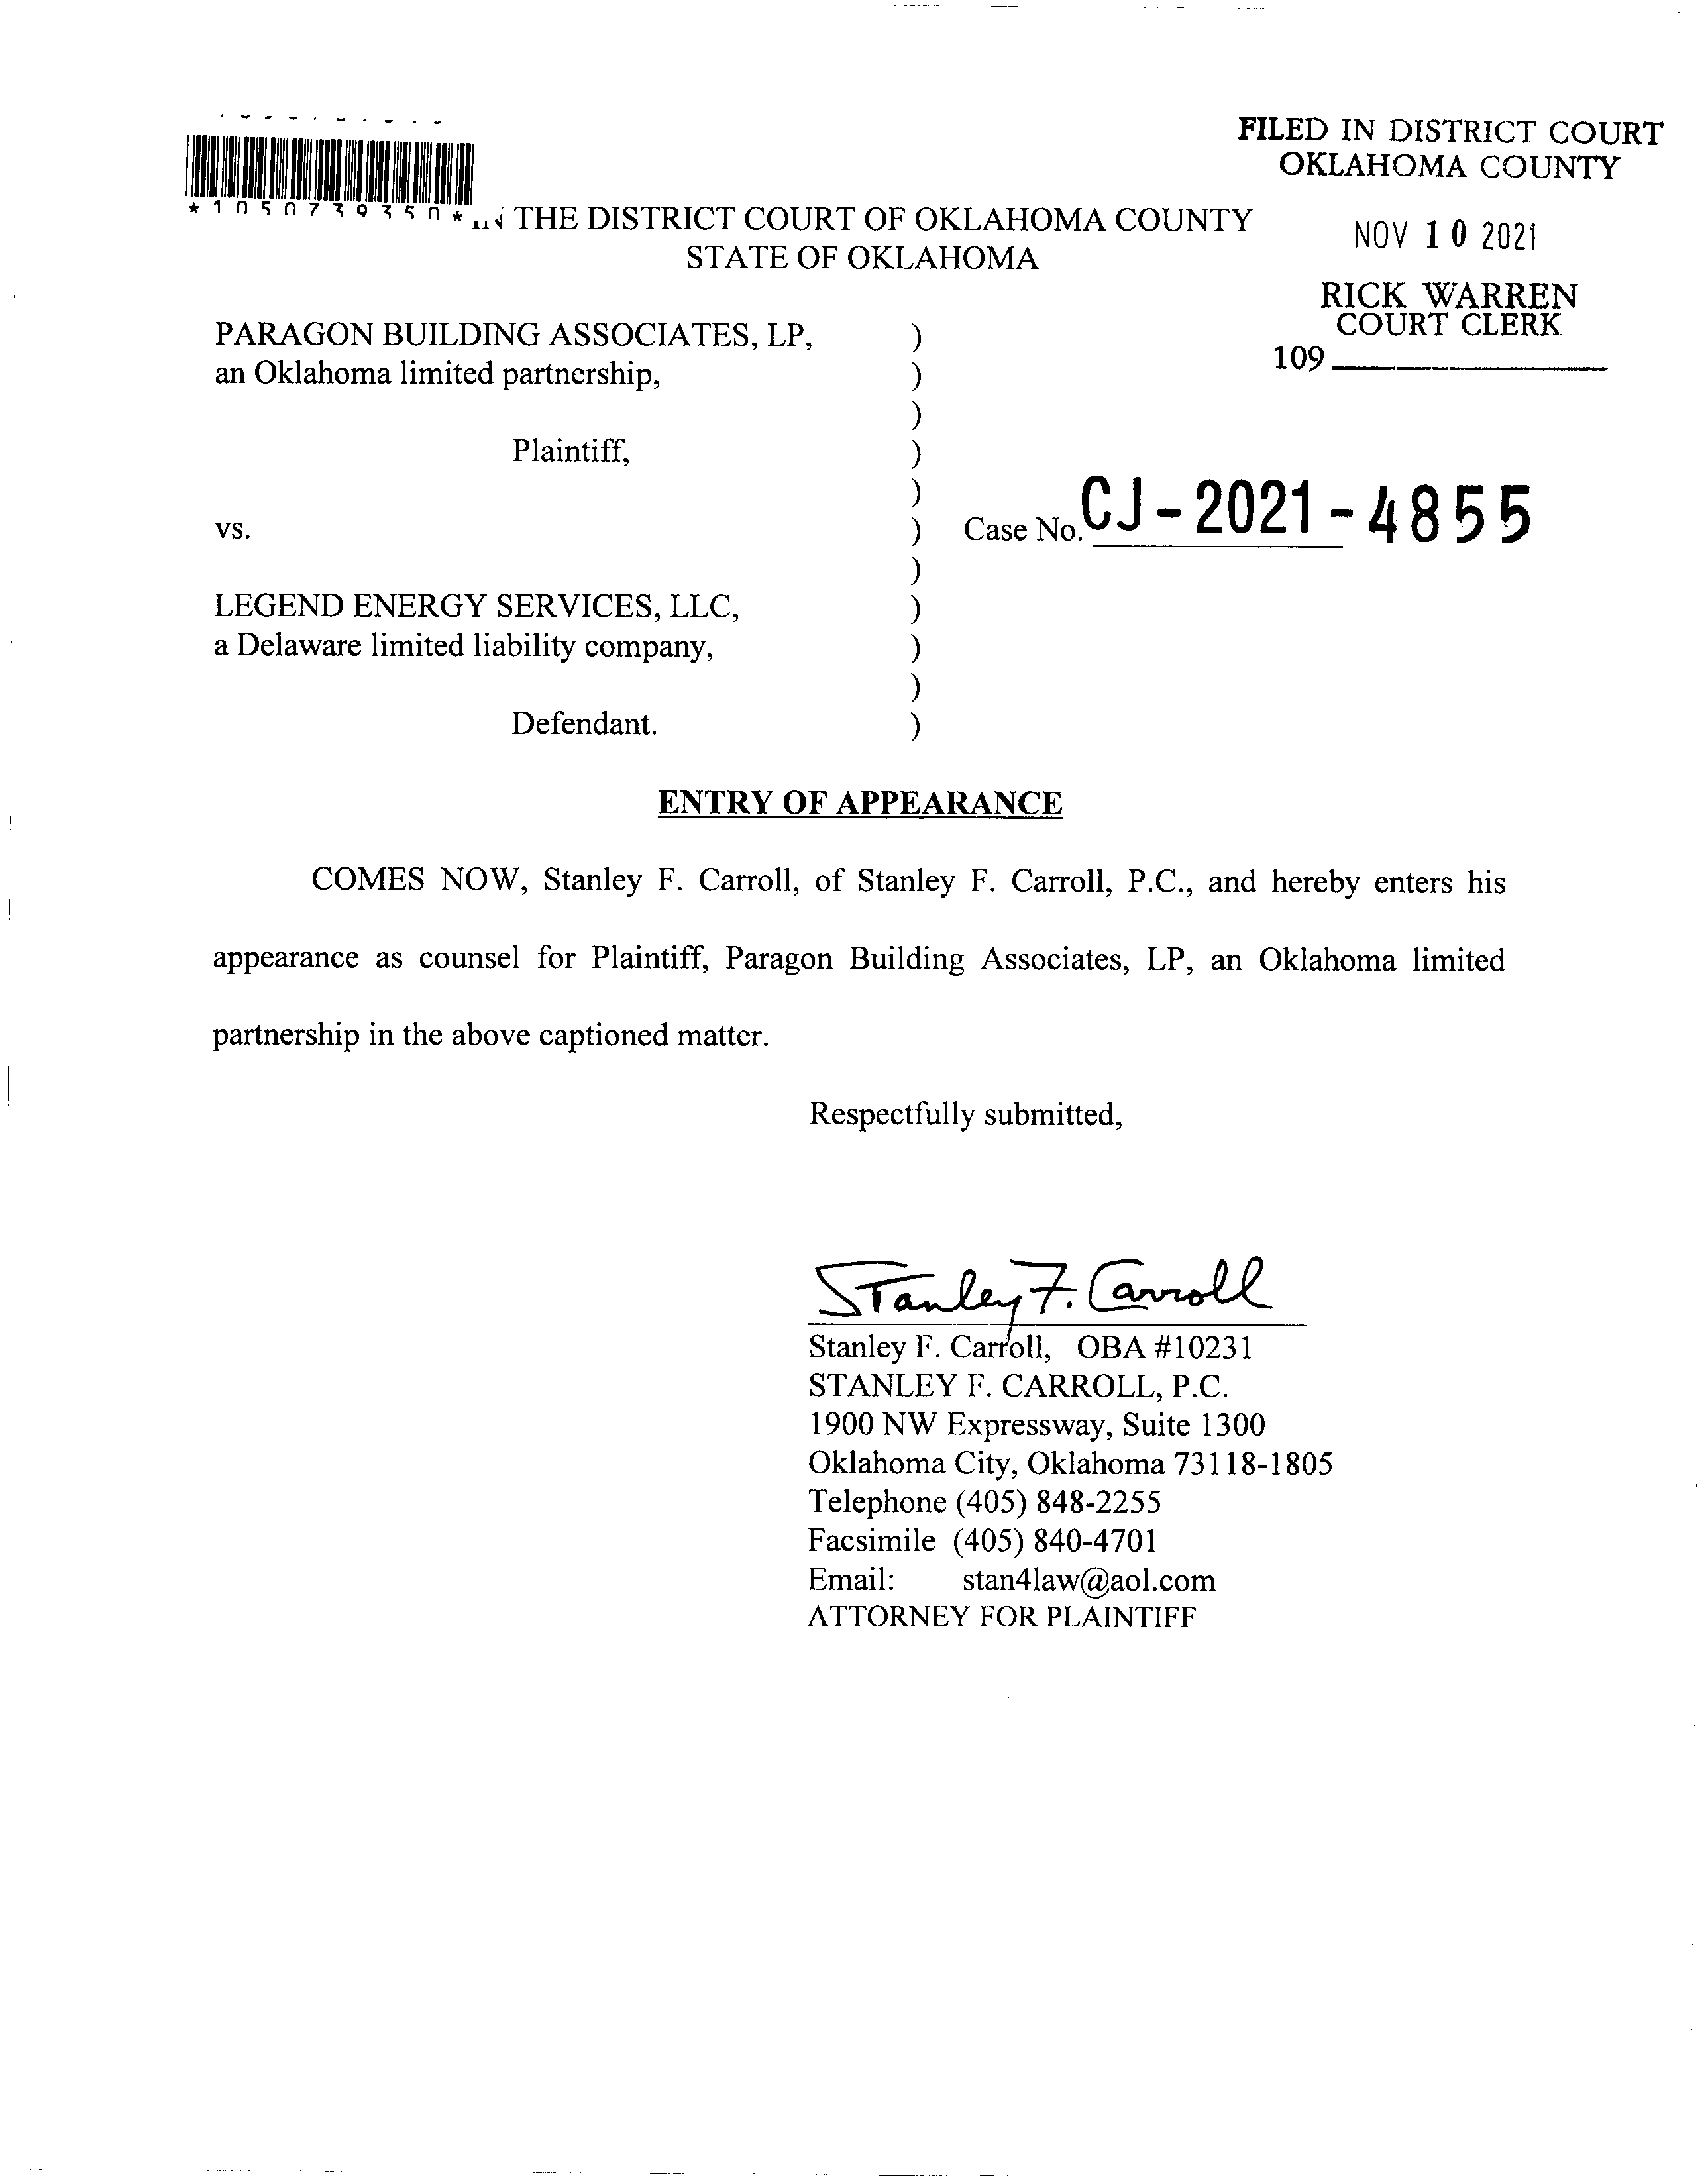 FILED IN DISTRICT COURT
OKLAHOMA COUNTY
NOV 10 2021
RICK WARREN
COURT CLERK
109
*1050739350*
IN THE DISTRICT COURT OF OKLAHOMA COUNTY
STATE OF OKLAHOMA
PARAGON BUILDING ASSOCIATES, LP, )
an Oklahoma limited partnership, )
)
Plaintiff, )
)
vs. ) Case No. CJ-2021-4855
)
LEGEND ENERGY SERVICES, LLC, )
a Delaware limited liability company, )
)
Defendant. )
ENTRY OF APPEARANCE
COMES NOW, Stanley F. Carroll, of Stanley F. Carroll, P.C., and hereby enters his
appearance as counsel for Plaintiff, Paragon Building Associates, LP, an Oklahoma limited
partnership in the above captioned matter.
Respectfully submitted,
Stanley F. Carroll
Stanley F. Carroll, OBA #10231
STANLEY F. CARROLL, P.C.
1900 NW Expressway, Suite 1300
Oklahoma City, Oklahoma 73118-1805
Telephone (405) 848-2255
Facsimile (405) 840-4701
Email: stan4law@aol.com
ATTORNEY FOR PLAINTIFF